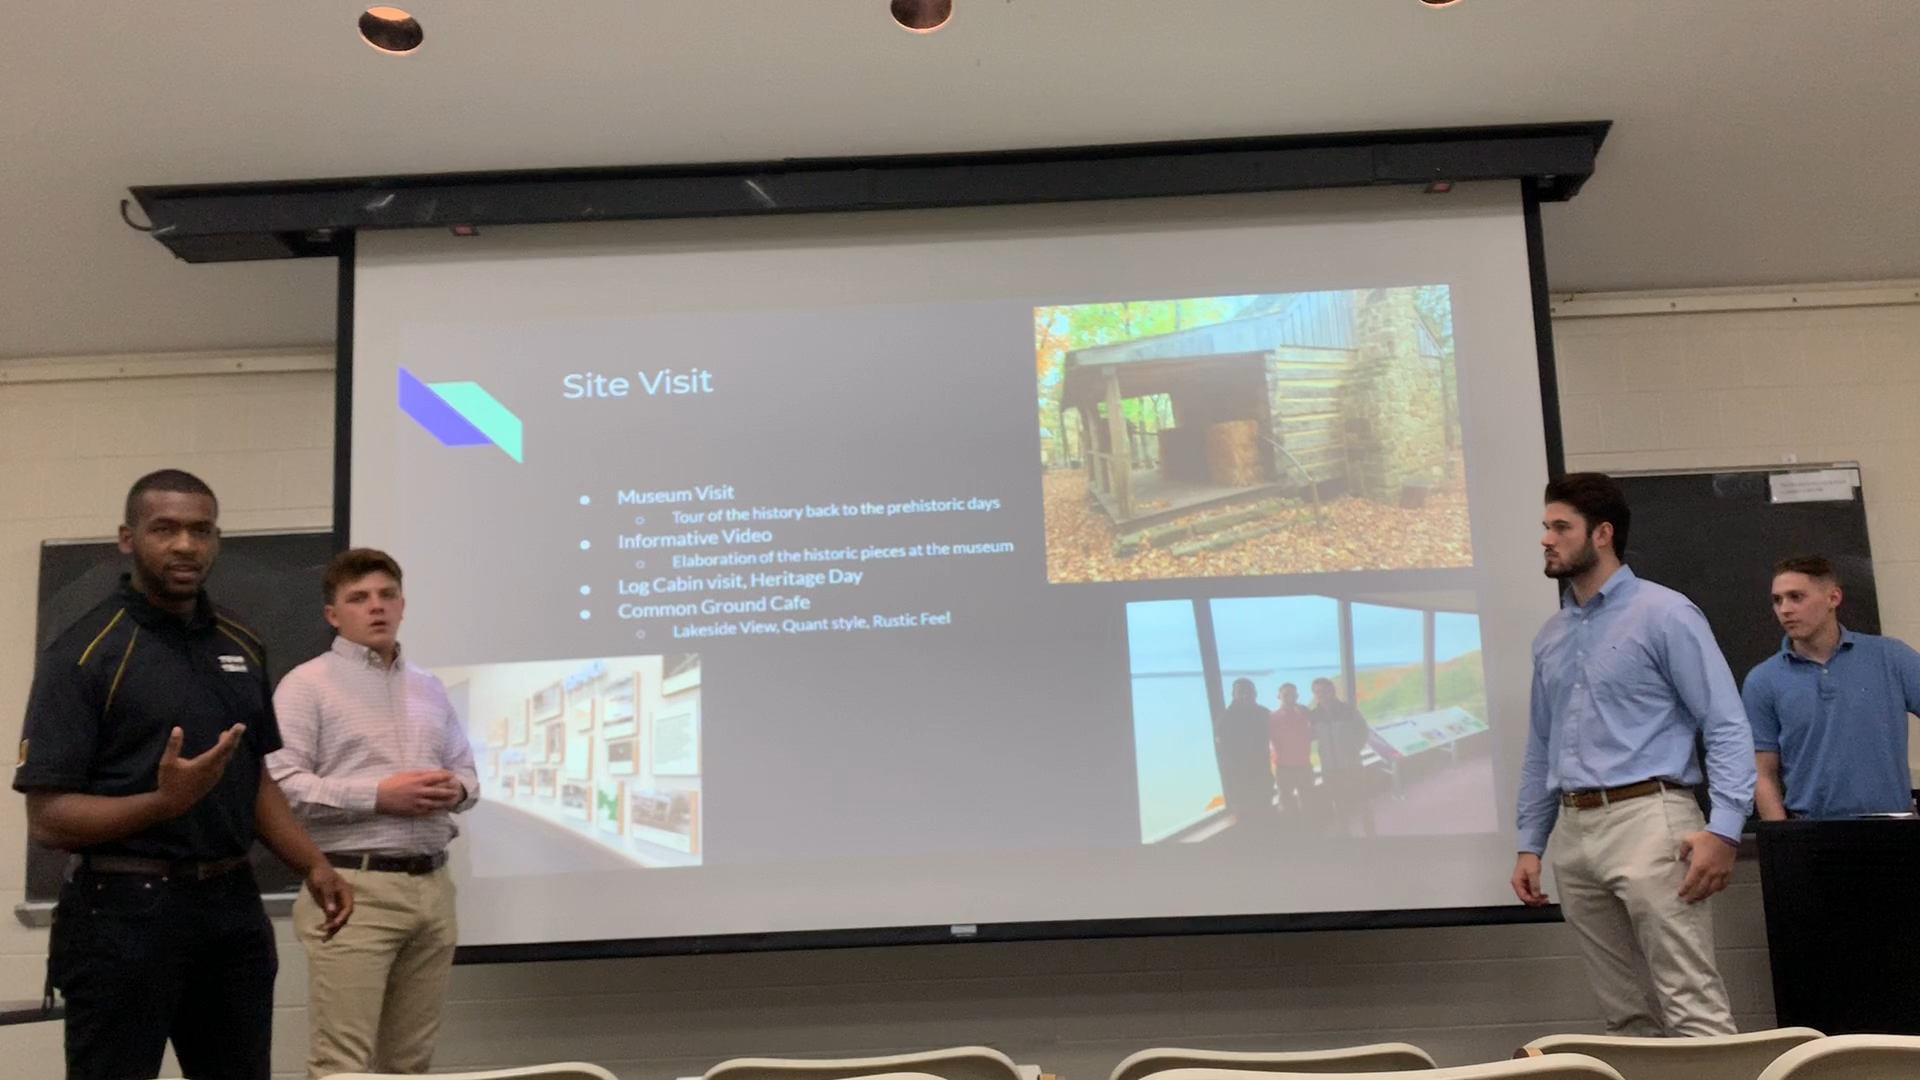 Site Visit
Museum Visit
Tour of the history back to the prehistoric days
Informative Video
Elaboration of the historic pieces at the museum
Log Cabin visit, Heritage Day
Common Ground Cafe
Lakeside View, Quant style, Rustic Feel